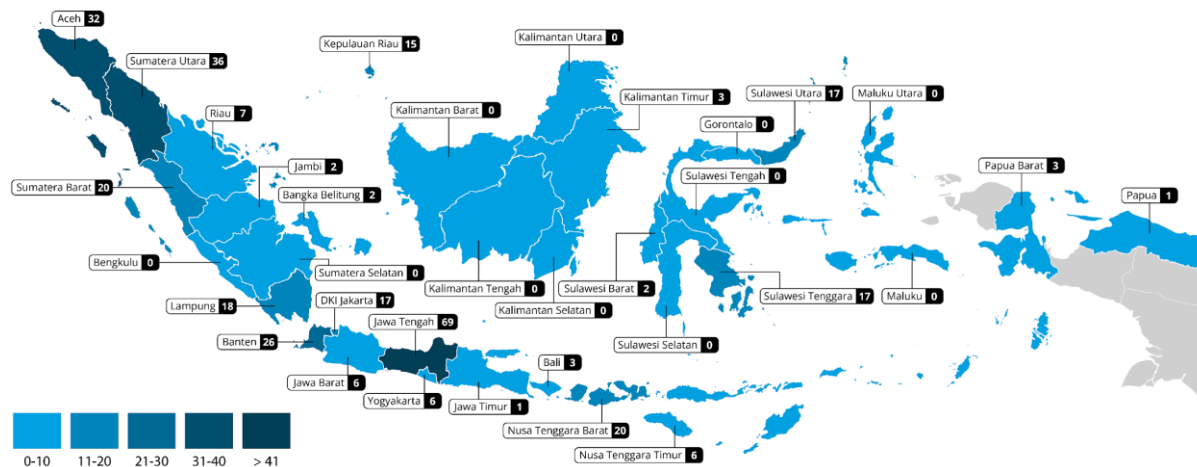 Aceh 32
Sumatera Utara 36
Riau 7
Kepulauan Riau 15
Jambi 2
Sumatera Barat 20
Bangka Belitung 2
Bengkulu 0
Sumatera Selatan 0
Lampung 18
DKI Jakarta 17
Banten 26
Jawa Tengah 69
Jawa Barat 6
Yogyakarta 6
Jawa Timur 1
Bali 3
Nusa Tenggara Barat 20
Nusa Tenggara Timur 6
Kalimantan Utara 0
Kalimantan Barat 0
Kalimantan Timur 3
Kalimantan Tengah 0
Kalimantan Selatan 0
Sulawesi Utara 17
Gorontalo 0
Sulawesi Tengah 0
Sulawesi Barat 2
Sulawesi Tenggara 17
Sulawesi Selatan 0
Maluku Utara 0
Maluku 0
Papua Barat 3
Papua 1
0-10 11-20 21-30 31-40 > 41